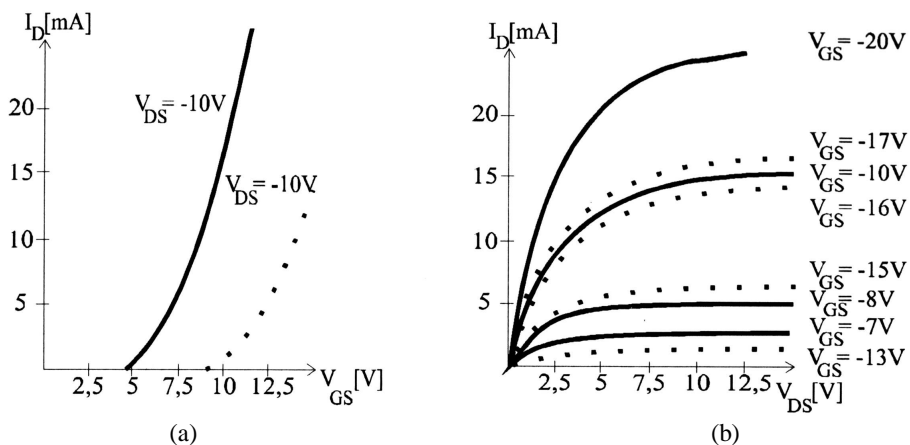 I_D[mA]
20
V_DS= -10V
15
V_DS= -10V
10
5
2,5 5 7,5 10 12,5 V_GS[V]
(a)
I_D[mA]
V_GS= -20V
20
V_GS= -17V
15
V_GS= -10V
V_GS= -16V
10
V_GS= -15V
5
V_GS= -8V
V_GS= -7V
V_GS= -13V
2,5 5 7,5 10 12,5 V_DS[V]
(b)